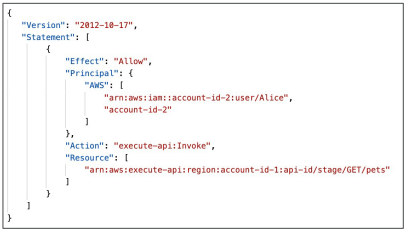 {
"Version": "2012-10-17",
"Statement": [
{
"Effect": "Allow",
"Principal": {
"AWS": [
"arn:aws:iam::account-id-2:user/Alice",
"account-id-2"
]
},
"Action": "execute-api:Invoke",
"Resource": [
"arn:aws:execute-api:region:account-id-1:api-id/stage/GET/pets"
]
}
]
}